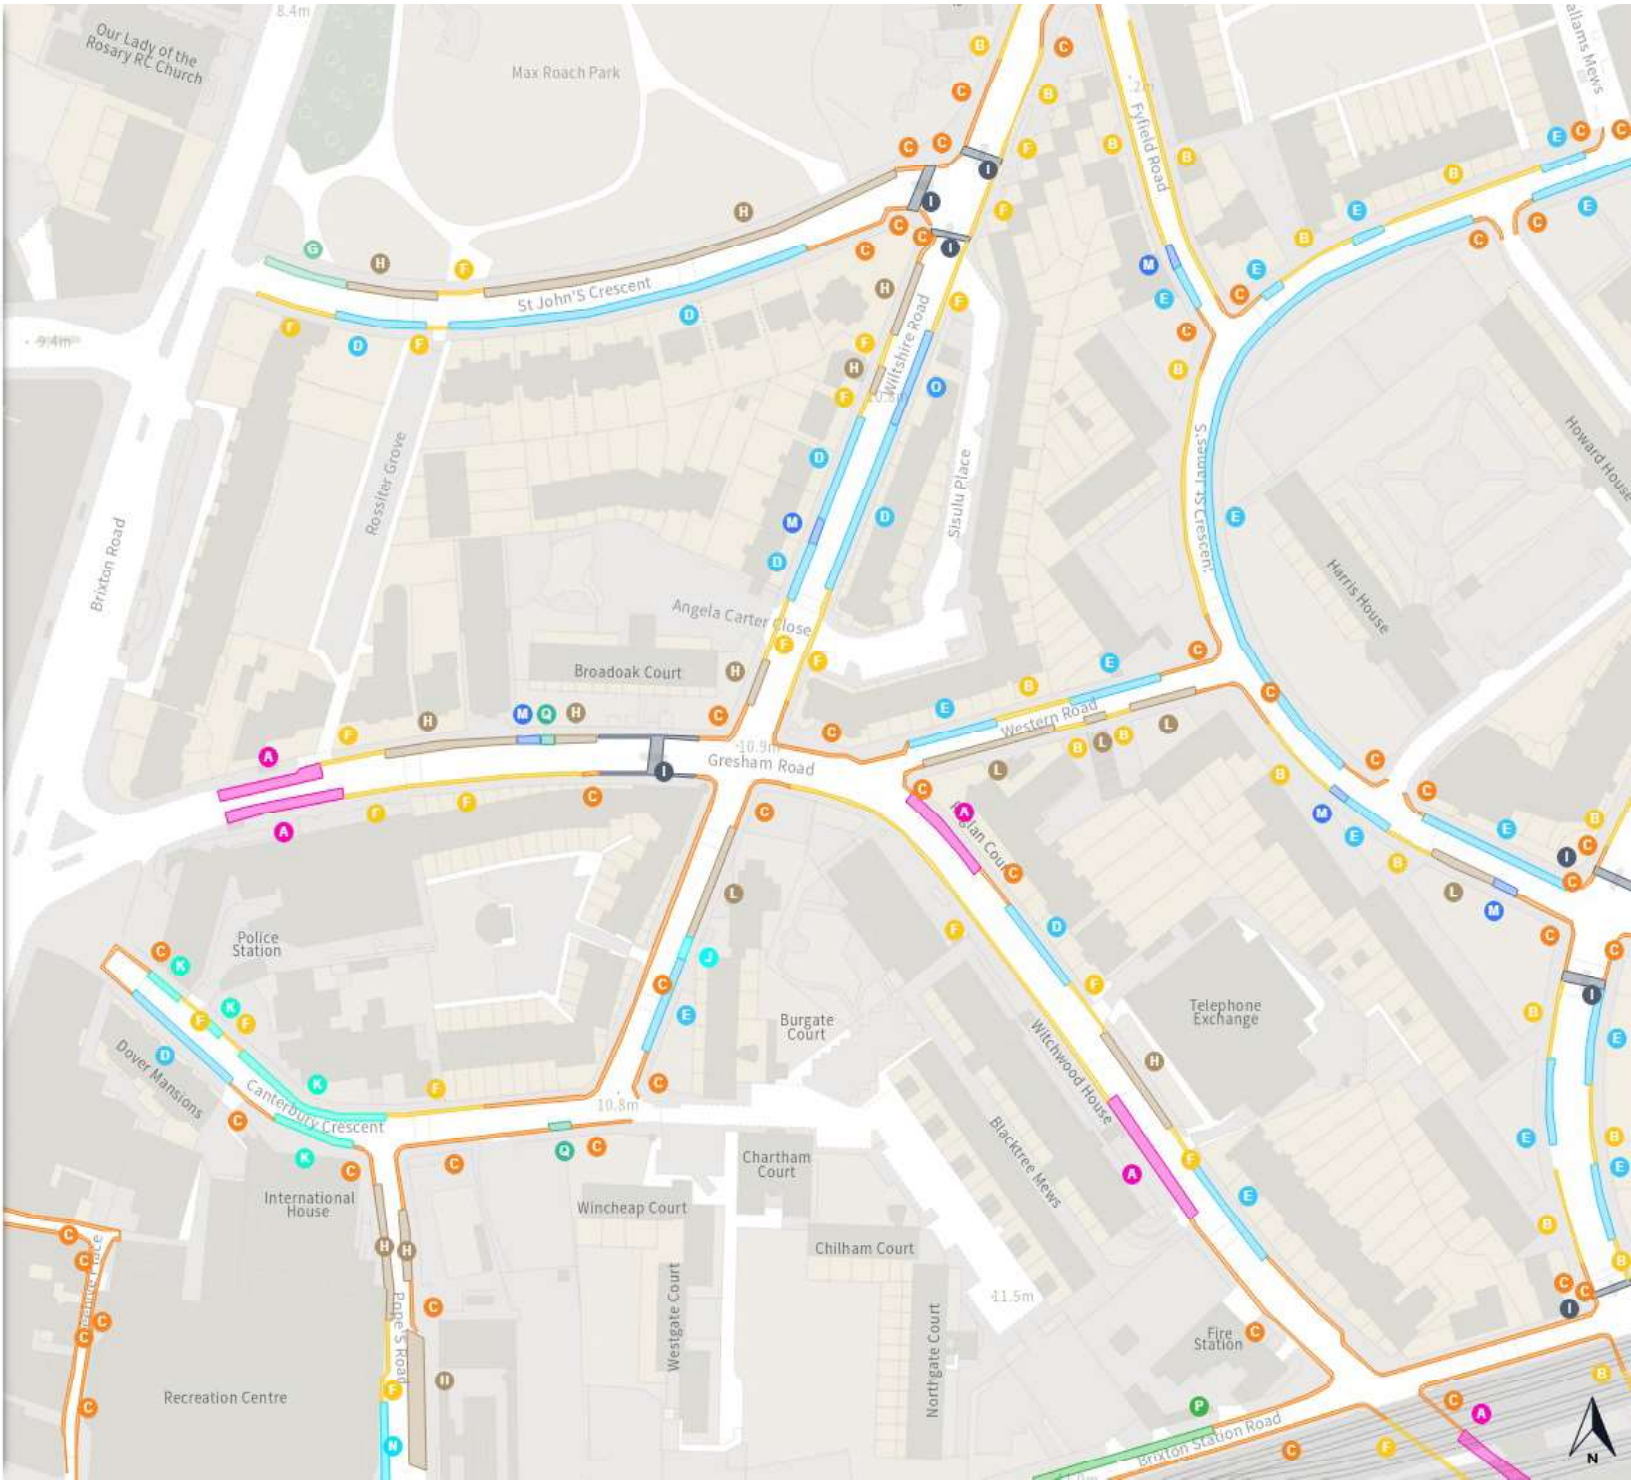 8.4m
Our Lady of the
Rosary RC Church
Max Roach Park
B
C
C
B
Fyfield Road
allams Mews
E
C
C
C
C
F
B
B
I
B
E
H
I
F
E
C
C
C
G
H
F
C
I
B
C
M
E
E
C
St John'S Crescent
D
H
F
Wiltshire Road
C
D
F
9.4m
F
H
F
O
B
10.8m
Rossiter Grove
Brixton Road
D
M
D
D
Sisulu Place
E
Howard House
Harris House
Angela Carter Close
F
F
Broadoak Court
H
C
E
C
M
Q
H
C
B
E
C
A
F
H
10.9m
Gresham Road
Western Road
L
B
L
B
L
I
C
C
A
B
C
C
A
F
C
C
M
E
E
B
I
C
C
B
L
M
L
C
Police
Station
C
K
F
D
C
C
J
K
F
F
C
E
F
I
B
Telephone
Exchange
Burgate
Court
D
Dover Mansions
K
F
C
Witchwood House
H
E
Canterbury Crescent
10.8m
C
K
C
C
Q
C
Chartham
Court
Blacktree Mews
A
F
E
B
E
E
International
House
Wincheap Court
Chilham Court
B
C
C
C
C
C
H
H
Pope'S Road
C
Westgate Court
Northgate Court
11.5m
Fire
Station
C
C
C
I
B
Recreation Centre
F
N
P
Brixton Station Road
C
C
A
F
B
N